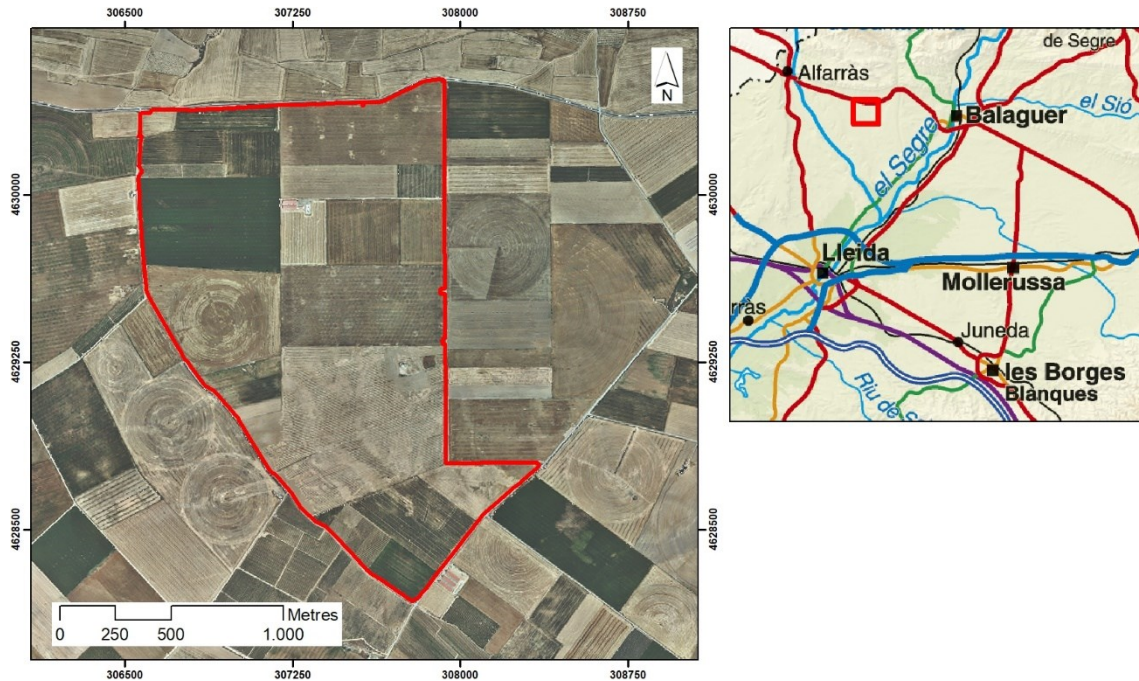 306500 307250 308000 308750
N
4630000 4630000
4629250 4629250
4628500 4628500
Metres
0 250 500 1.000
306500 307250 308000 308750
de Segre
Alfarràs
el Sió
Balaguer
el Segre
Lleida
Mollerussa
rràs
Juneda
les Borges
Blanques
Riu de S